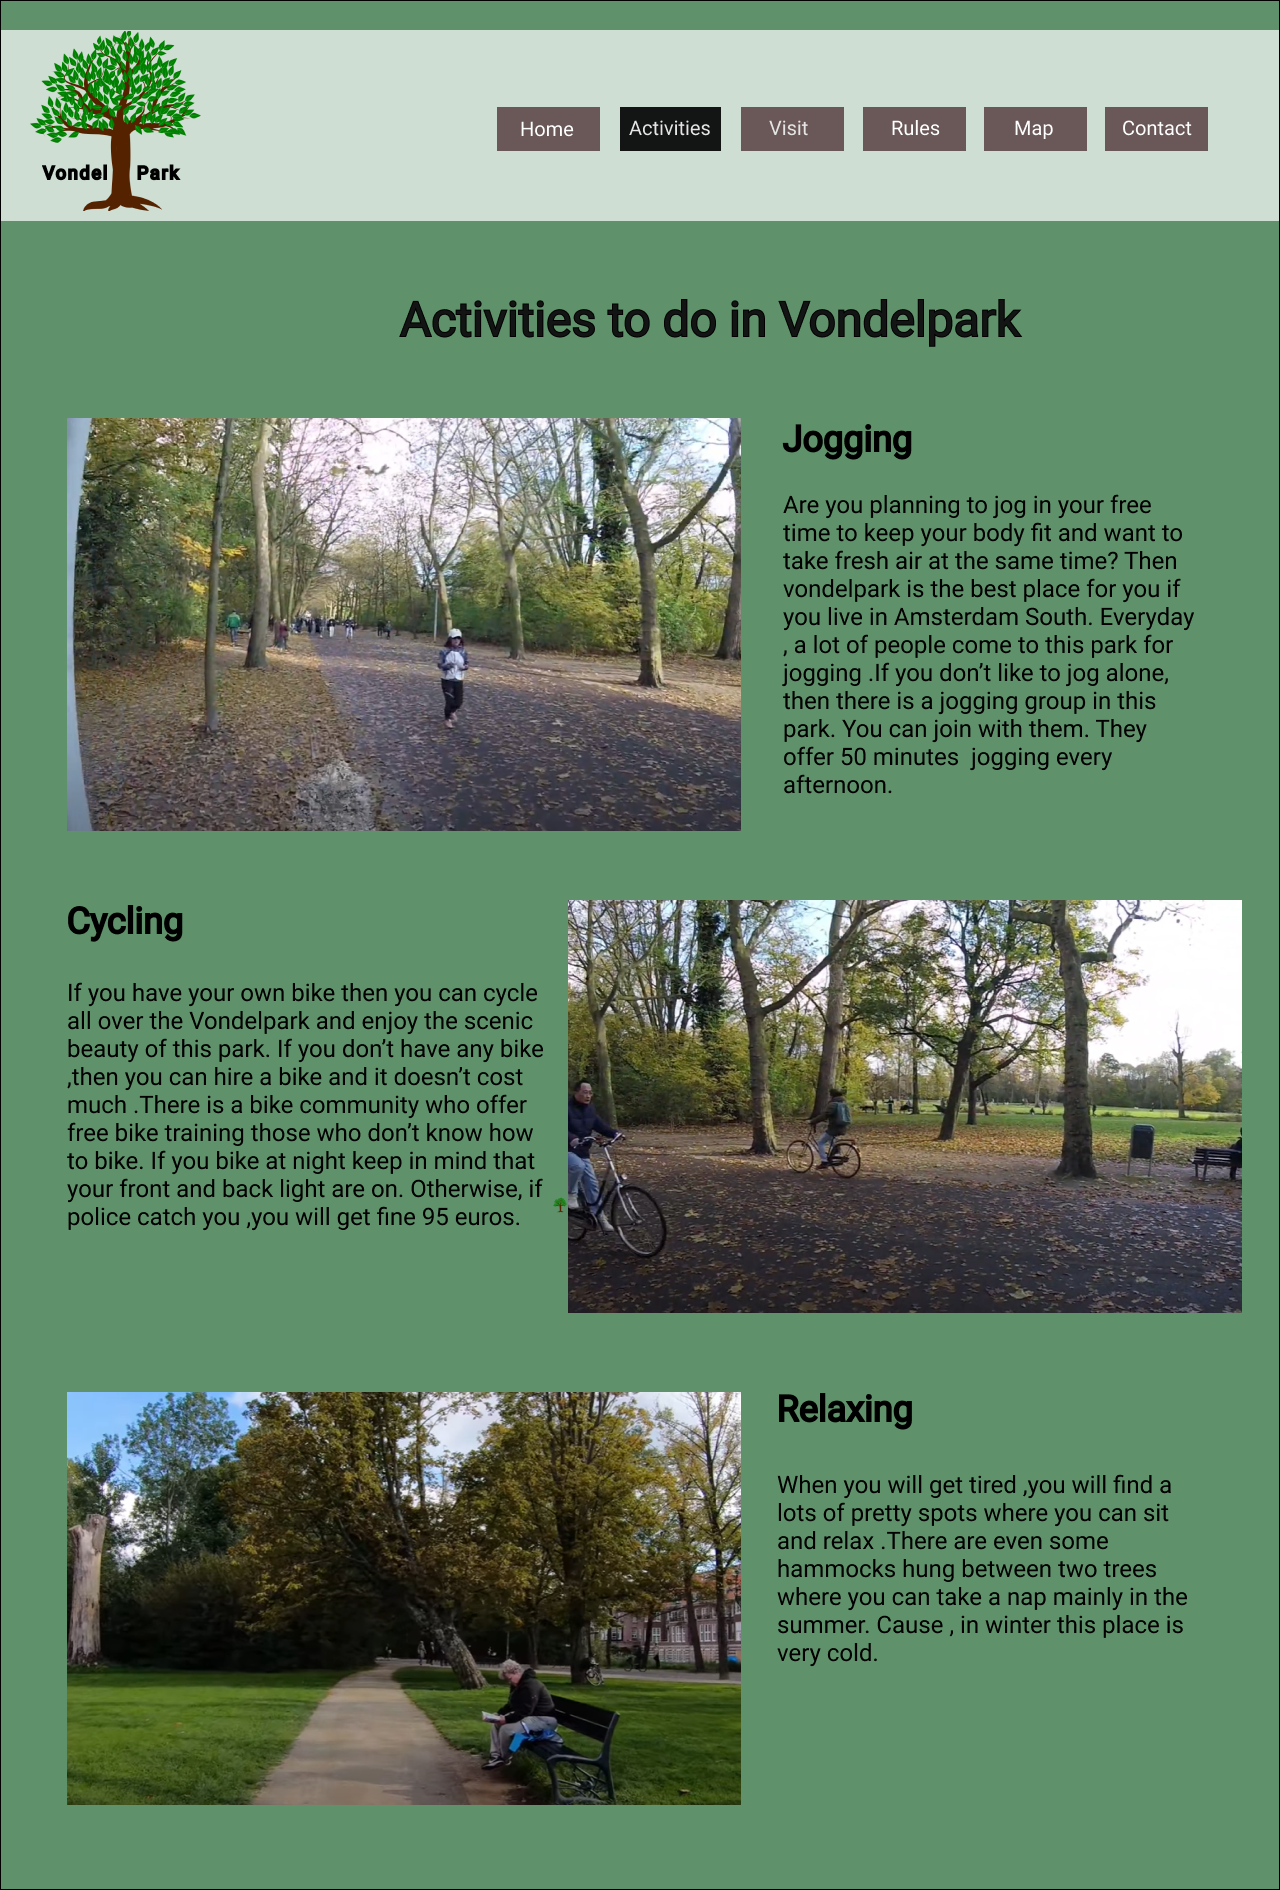 Vondel Park
Home Activities Visit Rules Map Contact
Activities to do in Vondelpark
Jogging
Are you planning to jog in your free
time to keep your body fit and want to
take fresh air at the same time? Then
vondelpark is the best place for you if
you live in Amsterdam South. Everyday
, a lot of people come to this park for
jogging .If you don’t like to jog alone,
then there is a jogging group in this
park. You can join with them. They
offer 50 minutes  jogging every
afternoon.
Cycling
If you have your own bike then you can cycle
all over the Vondelpark and enjoy the scenic
beauty of this park. If you don’t have any bike
,then you can hire a bike and it doesn’t cost
much .There is a bike community who offer
free bike training those who don’t know how
to bike. If you bike at night keep in mind that
your front and back light are on. Otherwise, if
police catch you ,you will get fine 95 euros.
Relaxing
When you will get tired ,you will find a
lots of pretty spots where you can sit
and relax .There are even some
hammocks hung between two trees
where you can take a nap mainly in the
summer. Cause , in winter this place is
very cold.